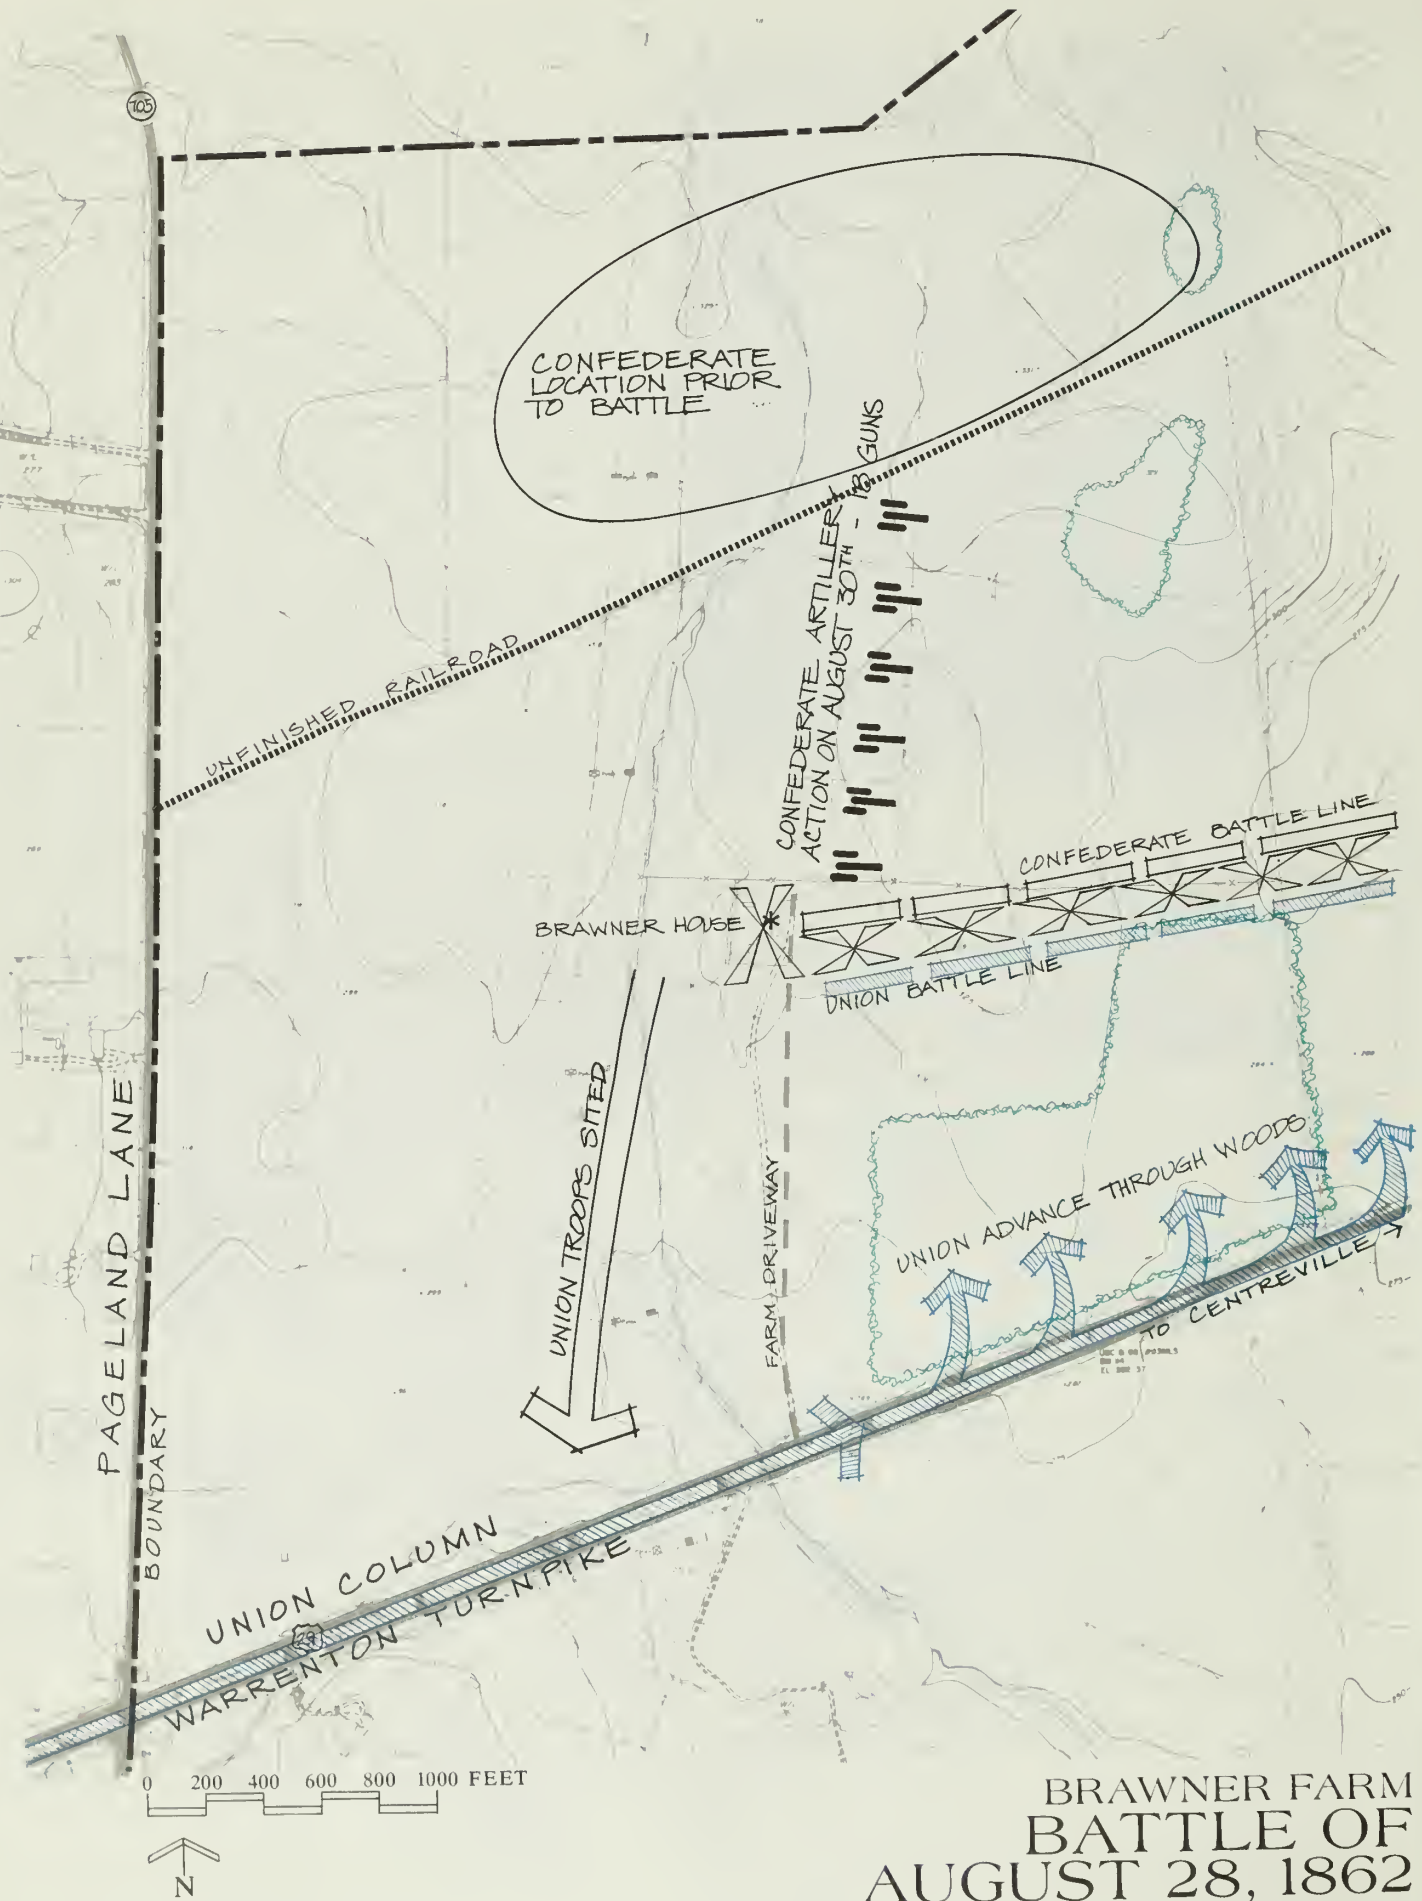 705
CONFEDERATE
LOCATION PRIOR
TO BATTLE
CONFEDERATE ARTILLERY
ACTION ON AUGUST 30TH - 18 GUNS
UNFINISHED RAILROAD
CONFEDERATE BATTLE LINE
BRAWNER HOUSE
UNION BATTLE LINE
UNION TROOPS SITED
FARM DRIVEWAY
UNION ADVANCE THROUGH WOODS
TO CENTREVILLE
PAGELAND LANE
BOUNDARY
UNION COLUMN
29
WARRENTON TURNPIKE
0 200 400 600 800 1000 FEET
N
BRAWNER FARM
BATTLE OF
AUGUST 28, 1862